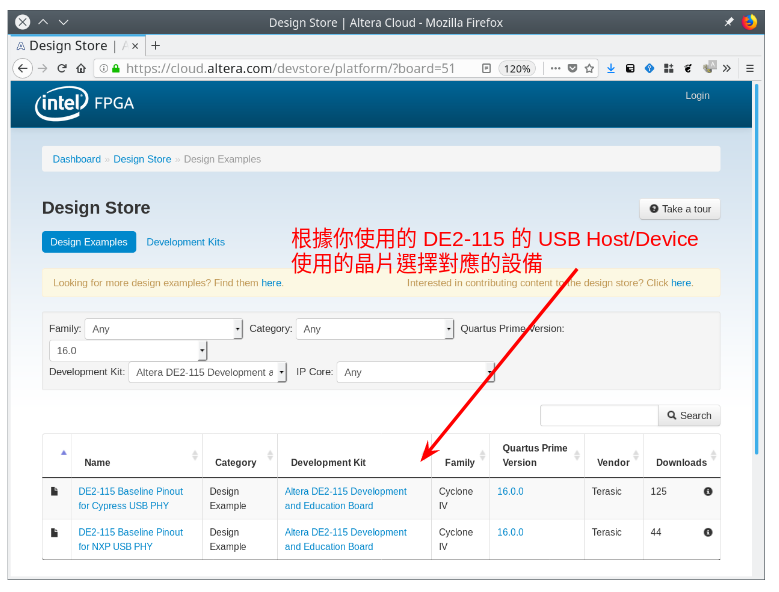 Design Store | Altera Cloud - Mozilla Firefox
Design Store | A
https://cloud.altera.com/devstore/platform/?board=51
120%
intel FPGA
Login
Dashboard » Design Store » Design Examples
Design Store
Take a tour
Design Examples
Development Kits
根據你使用的 DE2-115 的 USB Host/Device
使用的晶片選擇對應的設備
Looking for more design examples? Find them here.
Interested in contributing content to the design store? Click here.
Family: Any
Category: Any
Quartus Prime Version:
16.0
Development Kit: Altera DE2-115 Development a
IP Core: Any
Search
Name
Category
Development Kit
Family
Quartus Prime
Version
Vendor
Downloads
DE2-115 Baseline Pinout
for Cypress USB PHY
Design
Example
Altera DE2-115 Development
and Education Board
Cyclone
IV
16.0.0
Terasic
125
DE2-115 Baseline Pinout
for NXP USB PHY
Design
Example
Altera DE2-115 Development
and Education Board
Cyclone
IV
16.0.0
Terasic
44